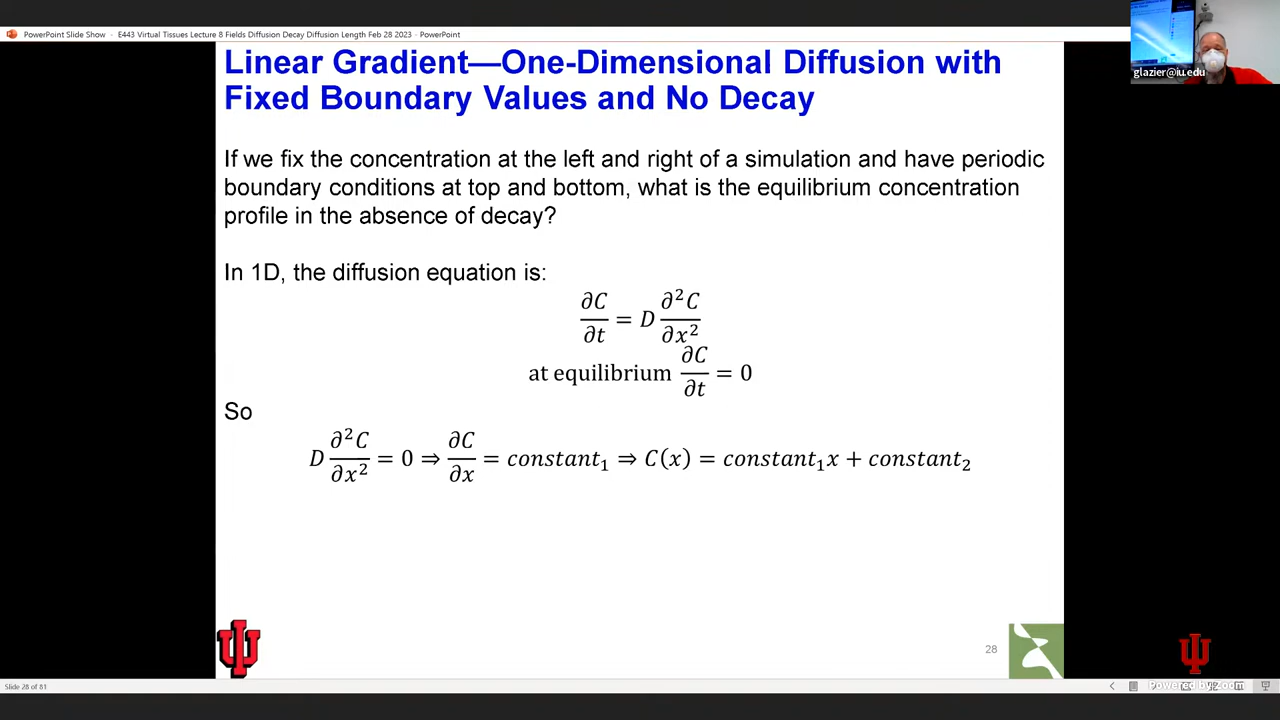 PowerPoint Slide Show - E443 Virtual Tissues Lecture 8 Fields Diffusion Decay Diffusion Length Feb 28 2023 - PowerPoint
glazier@iu.edu
Linear Gradient—One-Dimensional Diffusion with
Fixed Boundary Values and No Decay
If we fix the concentration at the left and right of a simulation and have periodic
boundary conditions at top and bottom, what is the equilibrium concentration
profile in the absence of decay?
In 1D, the diffusion equation is:
∂C/∂t = D ∂²C/∂x²
at equilibrium ∂C/∂t = 0
So
D ∂²C/∂x² = 0 ⇒ ∂C/∂x = constant₁ ⇒ C(x) = constant₁x + constant₂
28
Slide 28 of 81
Powered by Zoom